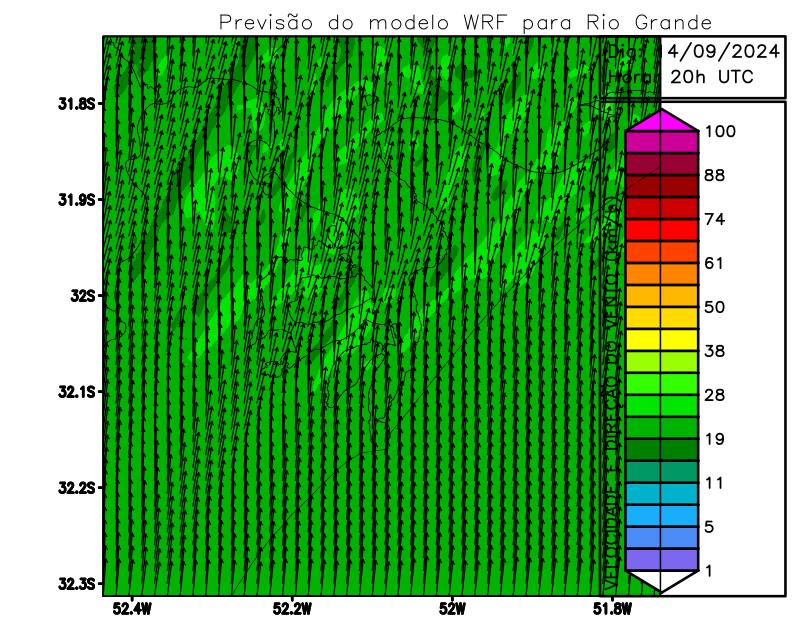 Previsão do modelo WRF para Rio Grande
Dia: 14/09/2024
Hora: 20h UTC
31.8S
31.9S
32S
32.1S
32.2S
32.3S
52.4W
52.2W
52W
51.8W
VELOCIDADE E DIREÇÃO DO VENTO (km/h)
100
88
74
61
50
38
28
19
11
5
1